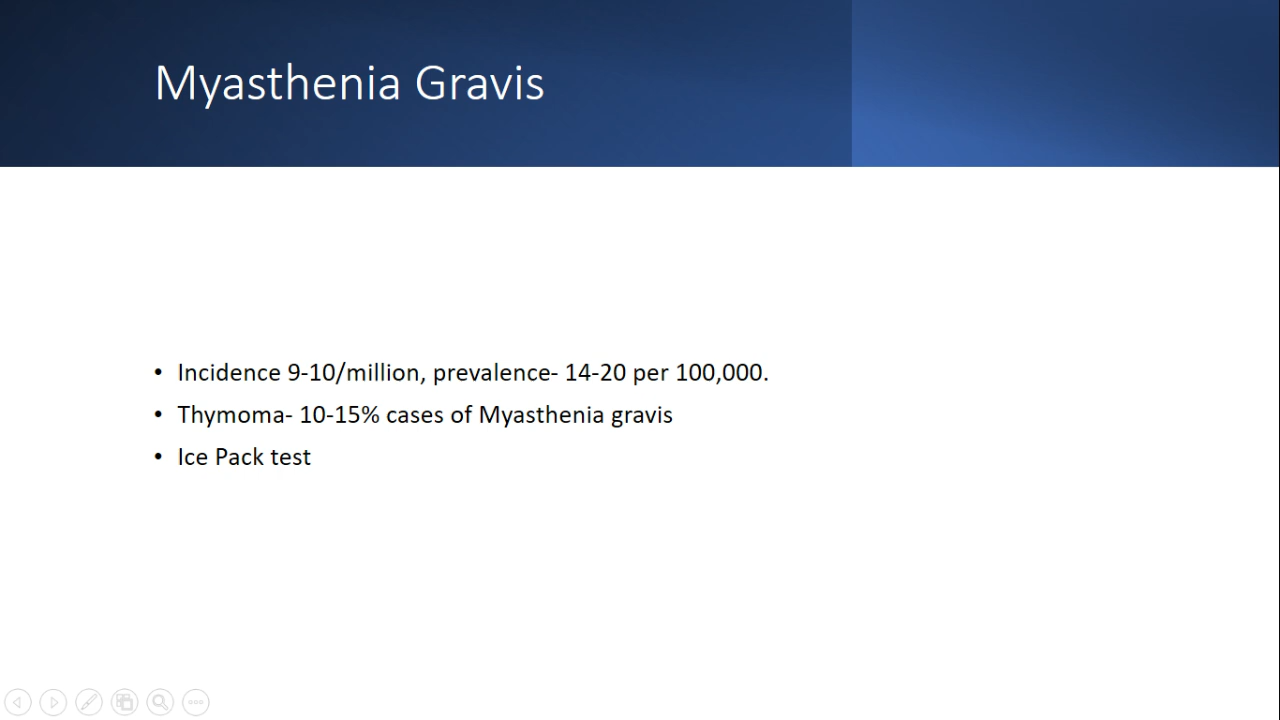 Myasthenia Gravis
• Incidence 9-10/million, prevalence- 14-20 per 100,000.
• Thymoma- 10-15% cases of Myasthenia gravis
• Ice Pack test